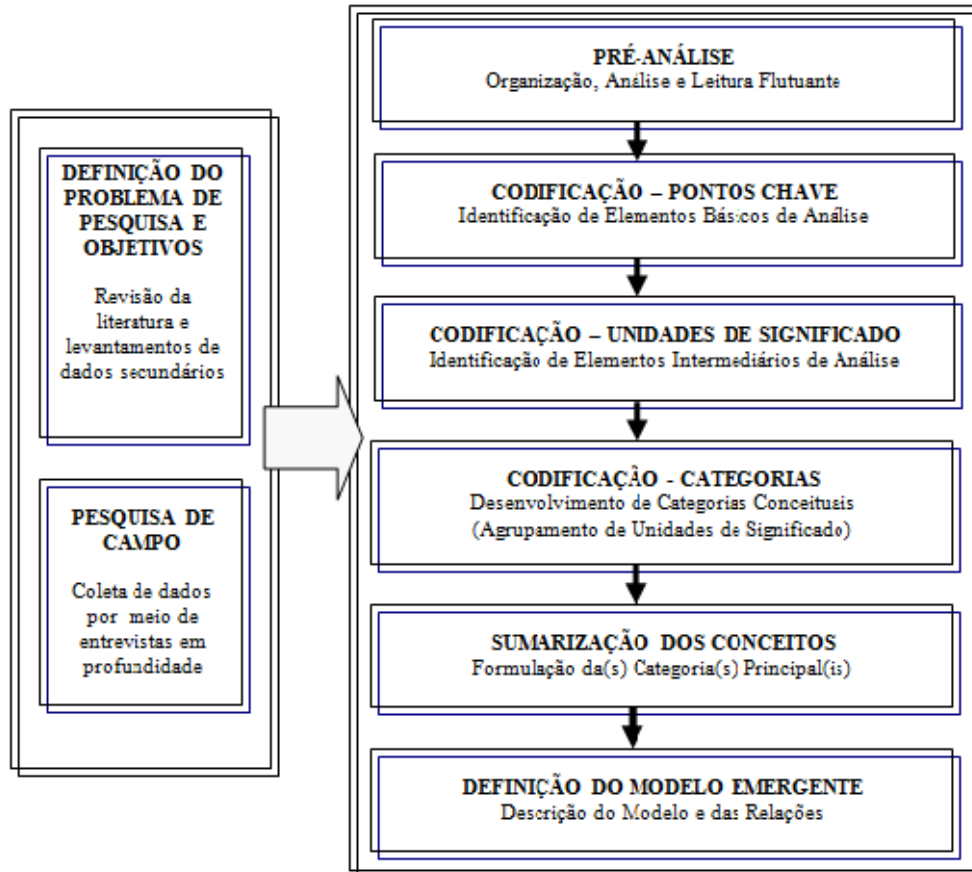 DEFINIÇÃO DO
PROBLEMA DE
PESQUISA E
OBJETIVOS
Revisão da
literatura e
levantamentos de
dados secundários
PESQUISA DE
CAMPO
Coleta de dados
por meio de
entrevistas em
profundidade
PRÉ-ANÁLISE
Organização, Análise e Leitura Flutuante
CODIFICAÇÃO – PONTOS CHAVE
Identificação de Elementos Básicos de Análise
CODIFICAÇÃO – UNIDADES DE SIGNIFICADO
Identificação de Elementos Intermediários de Análise
CODIFICAÇÃO - CATEGORIAS
Desenvolvimento de Categorias Conceituais
(Agrupamento de Unidades de Significado)
SUMARIZAÇÃO DOS CONCEITOS
Formulação da(s) Categoria(s) Principal(is)
DEFINIÇÃO DO MODELO EMERGENTE
Descrição do Modelo e das Relações